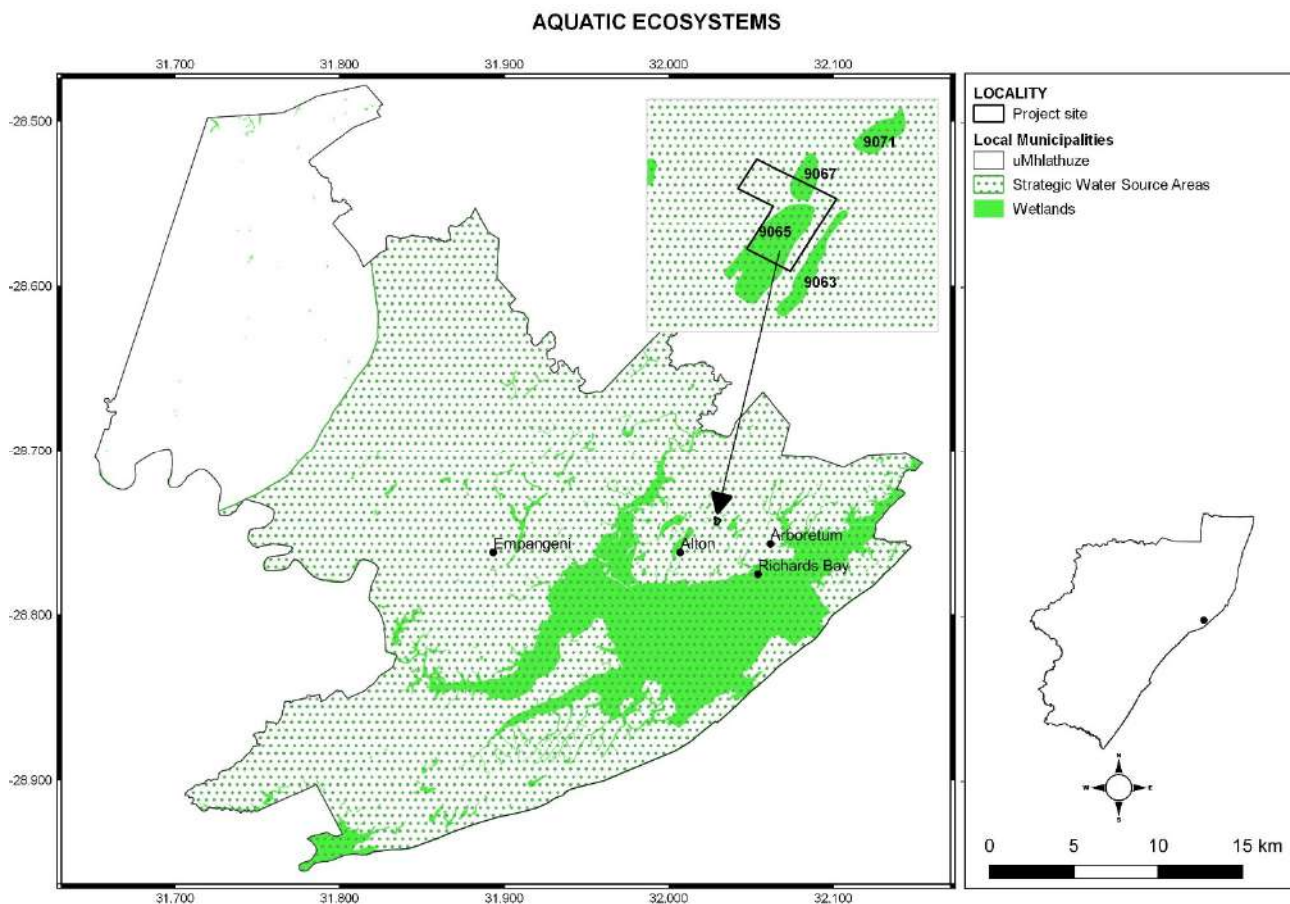 AQUATIC ECOSYSTEMS
31.700 31.800 31.900 32.000 32.100
-28.500
-28.600
-28.700
-28.800
-28.900
9071
9067
9065
9063
Empangeni
Alton
Arboretum
Richards Bay
31.700 31.800 31.900 32.000 32.100
LOCALITY
Project site
Local Municipalities
uMhlathuze
Strategic Water Source Areas
Wetlands
N
W E
S
0 5 10 15 km